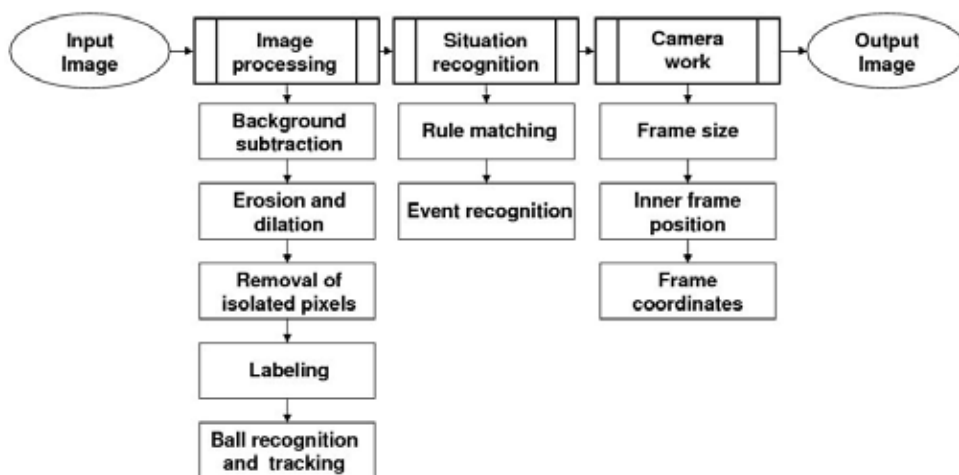 Input
Image
Image
processing
Situation
recognition
Camera
work
Output
Image
Background
subtraction
Rule matching
Frame size
Erosion and
dilation
Event recognition
Inner frame
position
Removal of
isolated pixels
Frame
coordinates
Labeling
Ball recognition
and tracking